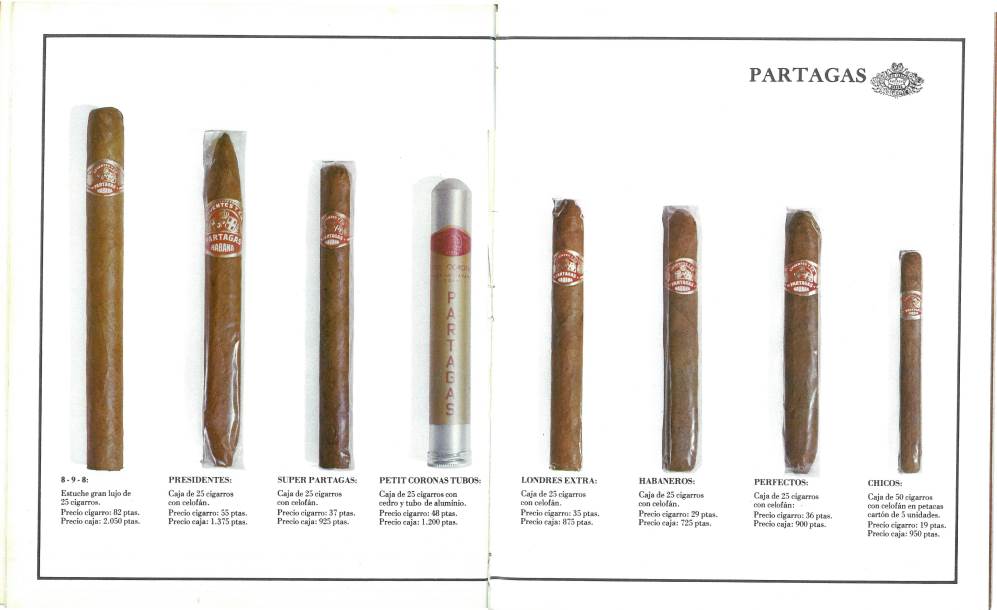 PARTAGAS
PARTAGAS
PARTAGAS
HABANA
PARTAGAS
PARTAGAS
PARTAGAS
PARTAGAS
8 - 9 - 8:
Estuche gran lujo de
25 cigarros.
Precio cigarro: 82 ptas.
Precio caja: 2.050 ptas.
PRESIDENTES:
Caja de 25 cigarros
con celofán.
Precio cigarro: 55 ptas.
Precio caja: 1.375 ptas.
SUPER PARTAGAS:
Caja de 25 cigarros
con celofán.
Precio cigarro: 37 ptas.
Precio caja: 925 ptas.
PETIT CORONAS TUBOS:
Caja de 25 cigarros con
cedro y tubo de aluminio.
Precio cigarro: 48 ptas.
Precio caja: 1.200 ptas.
LONDRES EXTRA:
Caja de 25 cigarros
con celofán.
Precio cigarro: 35 ptas.
Precio caja: 875 ptas.
HABANEROS:
Caja de 25 cigarros
con celofán.
Precio cigarro: 29 ptas.
Precio caja: 725 ptas.
PERFECTOS:
Caja de 25 cigarros
con celofán:
Precio cigarro: 36 ptas.
Precio caja: 900 ptas.
CHICOS:
Caja de 50 cigarros
con celofán en petacas
cartón de 5 unidades.
Precio cigarro: 19 ptas.
Precio caja: 950 ptas.